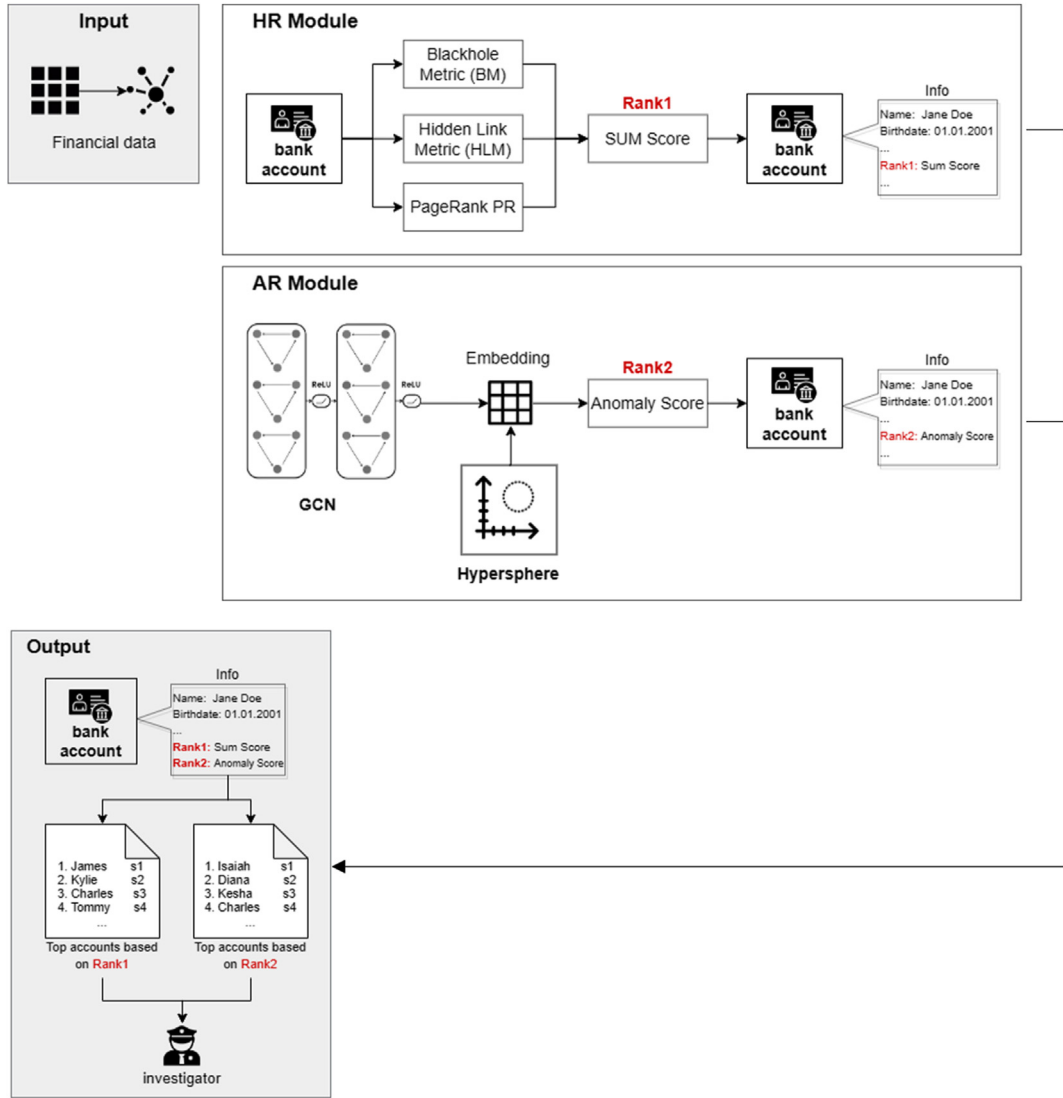 Input
Financial data
HR Module
bank
account
Blackhole
Metric (BM)
Hidden Link
Metric (HLM)
PageRank PR
Rank1
SUM Score
bank
account
Info
Name: Jane Doe
Birthdate: 01.01.2001
...
Rank1: Sum Score
...
AR Module
ReLU
ReLU
GCN
Embedding
Hypersphere
Rank2
Anomaly Score
bank
account
Info
Name: Jane Doe
Birthdate: 01.01.2001
...
Rank2: Anomaly Score
...
Output
bank
account
Info
Name: Jane Doe
Birthdate: 01.01.2001
...
Rank1: Sum Score
Rank2: Anomaly Score
1. James s1
2. Kylie s2
3. Charles s3
4. Tommy s4
...
Top accounts based
on Rank1
1. Isaiah s1
2. Diana s2
3. Kesha s3
4. Charles s4
...
Top accounts based
on Rank2
investigator